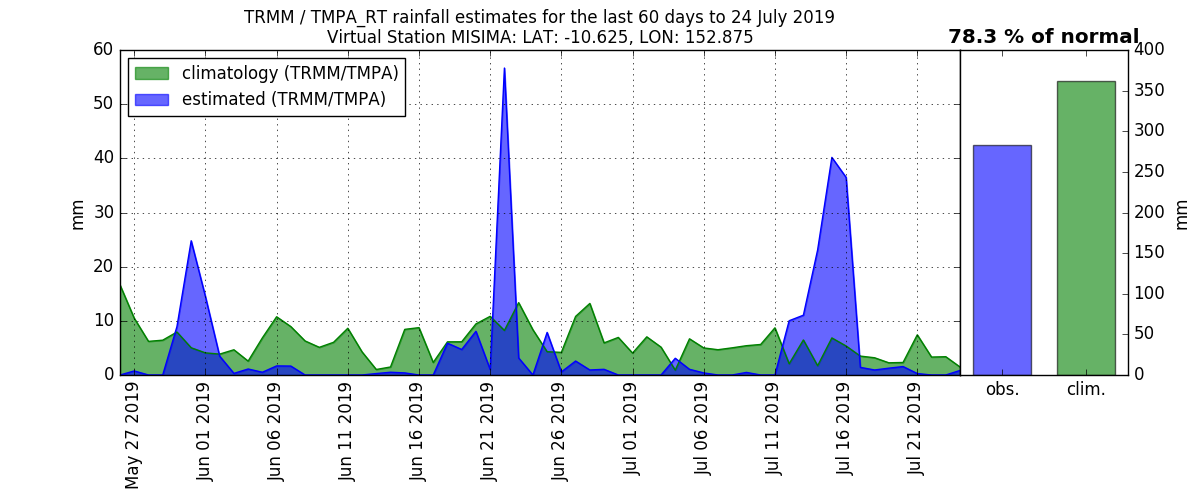 TRMM / TMPA_RT rainfall estimates for the last 60 days to 24 July 2019
Virtual Station MISIMA: LAT: -10.625, LON: 152.875
78.3 % of normal
climatology (TRMM/TMPA)
estimated (TRMM/TMPA)
mm
60
50
40
30
20
10
0
May 27 2019
Jun 01 2019
Jun 06 2019
Jun 11 2019
Jun 16 2019
Jun 21 2019
Jun 26 2019
Jul 01 2019
Jul 06 2019
Jul 11 2019
Jul 16 2019
Jul 21 2019
obs.
clim.
400
350
300
250
200
150
100
50
0
mm